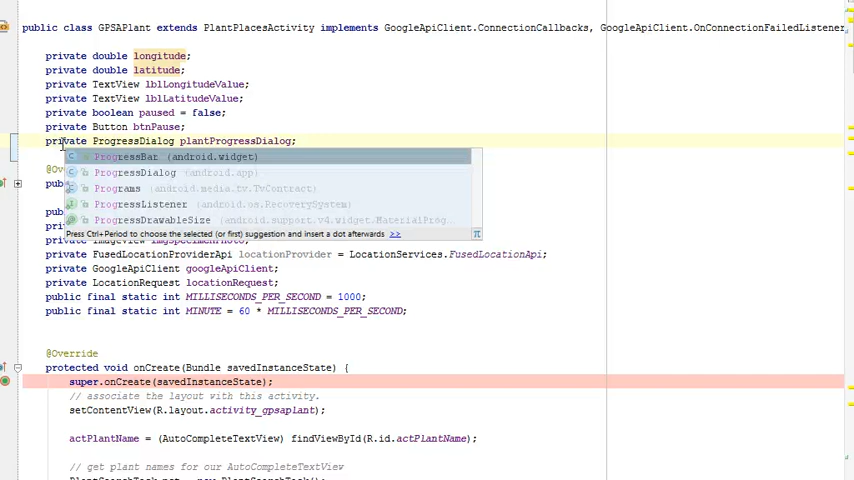 public class GPSAPlant extends PlantPlacesActivity implements GoogleApiClient.ConnectionCallbacks, GoogleApiClient.OnConnectionFailedListener
private double longitude;
private double latitude;
private TextView lblLongitudeValue;
private TextView lblLatitudeValue;
private boolean paused = false;
private Button btnPause;
private ProgressDialog plantProgressDialog;
ProgressBar (android.widget)
ProgressDialog (android.app)
Programs (android.media.tv.TvContract)
ProgressListener (android.os.RecoverySystem)
ProgressDrawableSize (android.support.v4.widget.MaterialProg...
Press Ctrl+Period to choose the selected (or first) suggestion and insert a dot afterwards >>
private FusedLocationProviderApi locationProvider = LocationServices.FusedLocationApi;
private GoogleApiClient googleApiClient;
private LocationRequest locationRequest;
public final static int MILLISECONDS_PER_SECOND = 1000;
public final static int MINUTE = 60 * MILLISECONDS_PER_SECOND;
@Override
protected void onCreate(Bundle savedInstanceState) {
super.onCreate(savedInstanceState);
// associate the layout with this activity.
setContentView(R.layout.activity_gpsaplant);
actPlantName = (AutoCompleteTextView) findViewById(R.id.actPlantName);
// get plant names for our AutoCompleteTextView